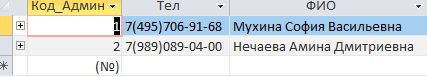 Код_Админ Тел ФИО
1 7(495)706-91-68 Мухина София Васильевна
2 7(989)089-04-00 Нечаева Амина Дмитриевна
(№)